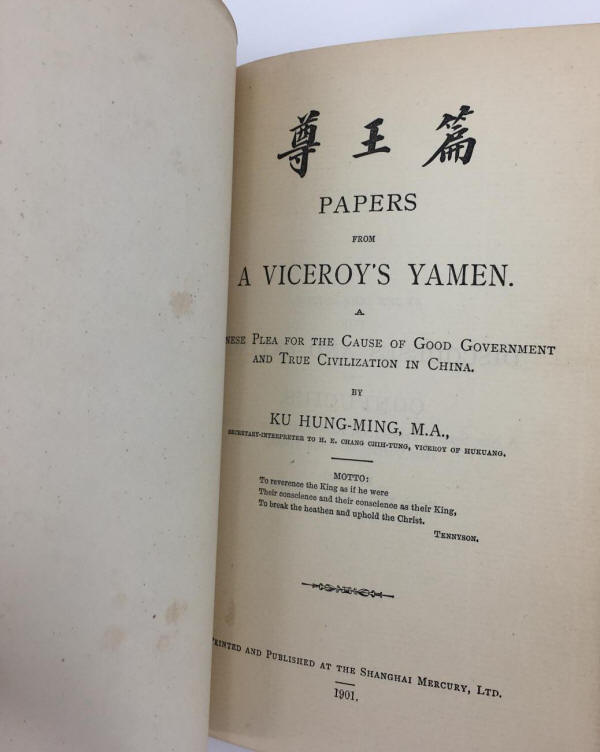 尊王篇
PAPERS
FROM
A VICEROY'S YAMEN.
A
NESE PLEA FOR THE CAUSE OF GOOD GOVERNMENT
AND TRUE CIVILIZATION IN CHINA.
BY
KU HUNG-MING, M.A.,
SECRETARY-INTERPRETER TO H. E. CHANG CHIH-TUNG, VICEROY OF HUKUANG.
MOTTO:
To reverence the King as if he were
Their conscience and their conscience as their King,
To break the heathen and uphold the Christ.
TENNYSON.
PRINTED AND PUBLISHED AT THE SHANGHAI MERCURY, LTD.
1901.